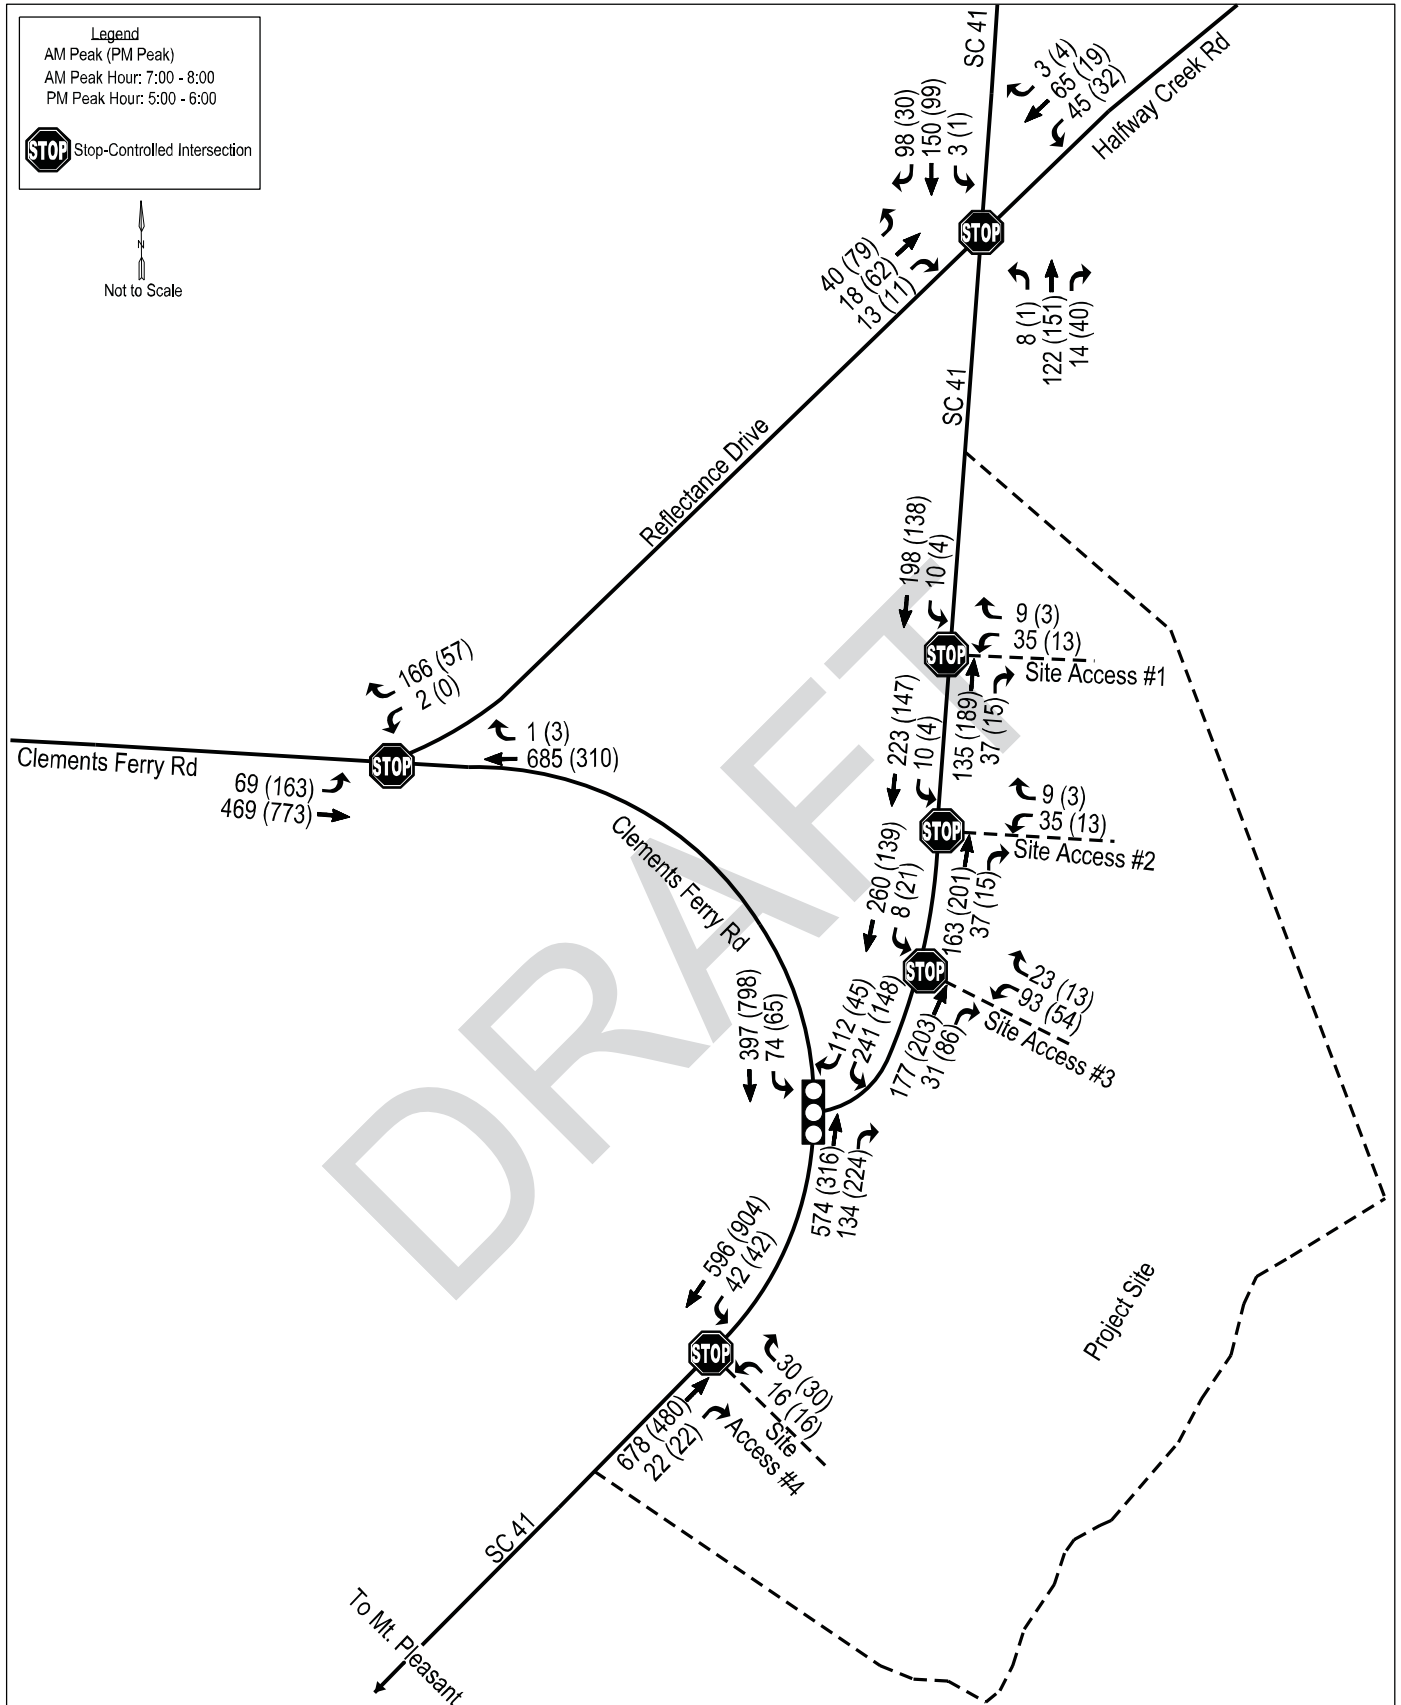 Legend
AM Peak (PM Peak)
AM Peak Hour: 7:00 - 8:00
PM Peak Hour: 5:00 - 6:00
STOP Stop-Controlled Intersection
N
Not to Scale
SC 41
Halfway Creek Rd
3 (4)
65 (19)
45 (32)
98 (30)
150 (99)
3 (1)
STOP
40 (79)
18 (62)
13 (11)
8 (1)
122 (151)
14 (40)
SC 41
Reflectance Drive
198 (138)
10 (4)
9 (3)
35 (13)
STOP
Site Access #1
135 (189)
37 (15)
166 (57)
2 (0)
1 (3)
685 (310)
Clements Ferry Rd
STOP
69 (163)
469 (773)
223 (147)
10 (4)
9 (3)
35 (13)
STOP
Site Access #2
163 (201)
37 (15)
Clements Ferry Rd
260 (139)
8 (21)
STOP
23 (13)
93 (54)
Site Access #3
177 (203)
31 (86)
397 (798)
74 (65)
112 (45)
241 (148)
574 (316)
134 (224)
DRAFT
596 (904)
42 (42)
STOP
30 (30)
16 (16)
Site
Access #4
678 (480)
22 (22)
Project Site
SC 41
To Mt. Pleasant